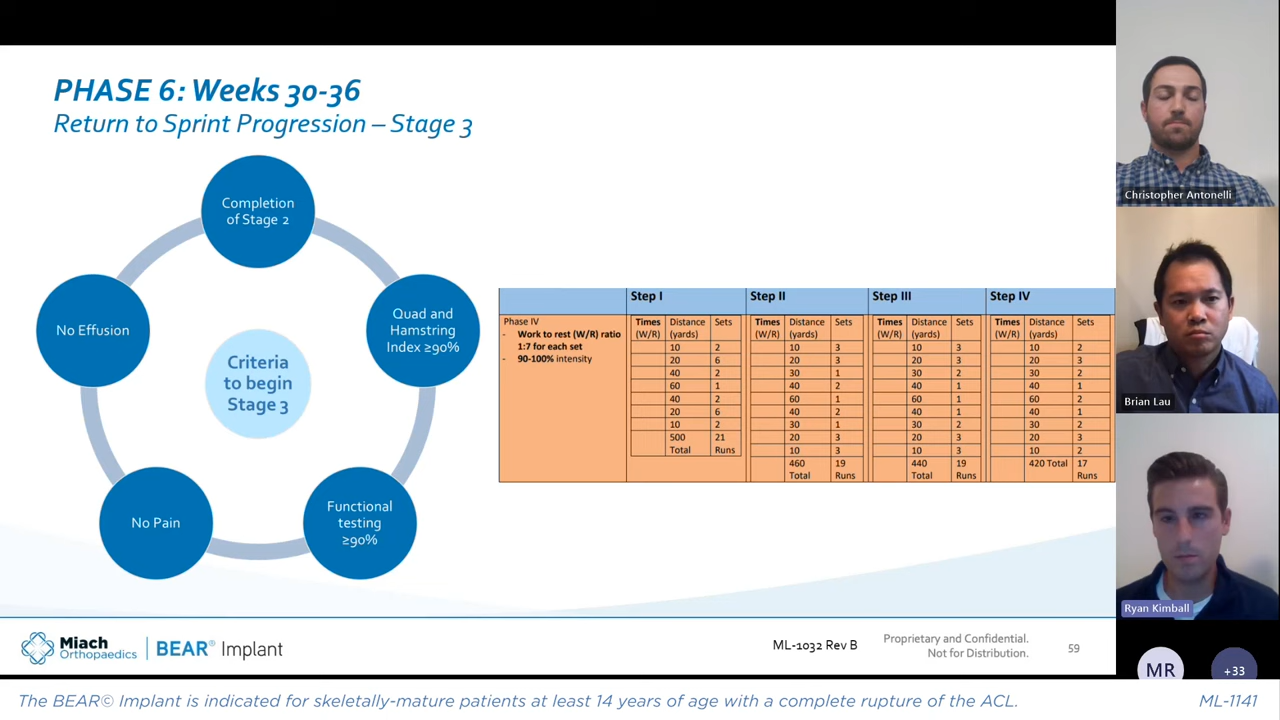 PHASE 6: Weeks 30-36
Return to Sprint Progression – Stage 3
Completion
of Stage 2
Quad and
Hamstring
Index ≥90%
Functional
testing
≥90%
No Pain
No Effusion
Criteria
to begin
Stage 3
Step I Step II Step III Step IV
Phase IV
- Work to rest (W/R) ratio
1:7 for each set
- 90-100% intensity
Times Distance Sets
(W/R) (yards)
10 2
20 6
40 2
60 1
40 2
20 6
10 2
500 21
Total Runs
Times Distance Sets
(W/R) (yards)
10 3
20 3
30 1
40 2
60 1
40 2
30 1
20 3
10 3
460 19
Total Runs
Times Distance Sets
(W/R) (yards)
10 3
20 3
30 2
40 1
60 1
40 1
30 2
20 3
10 3
440 19
Total Runs
Times Distance Sets
(W/R) (yards)
10 2
20 3
30 2
40 1
60 2
40 1
30 2
20 3
10 2
420 Total 17
Runs
Miach
Orthopaedics
BEAR® Implant
ML-1032 Rev B
Proprietary and Confidential.
Not for Distribution.
59
Christopher Antonelli
Brian Lau
Ryan Kimball
MR
+33
The BEAR© Implant is indicated for skeletally-mature patients at least 14 years of age with a complete rupture of the ACL.
ML-1141